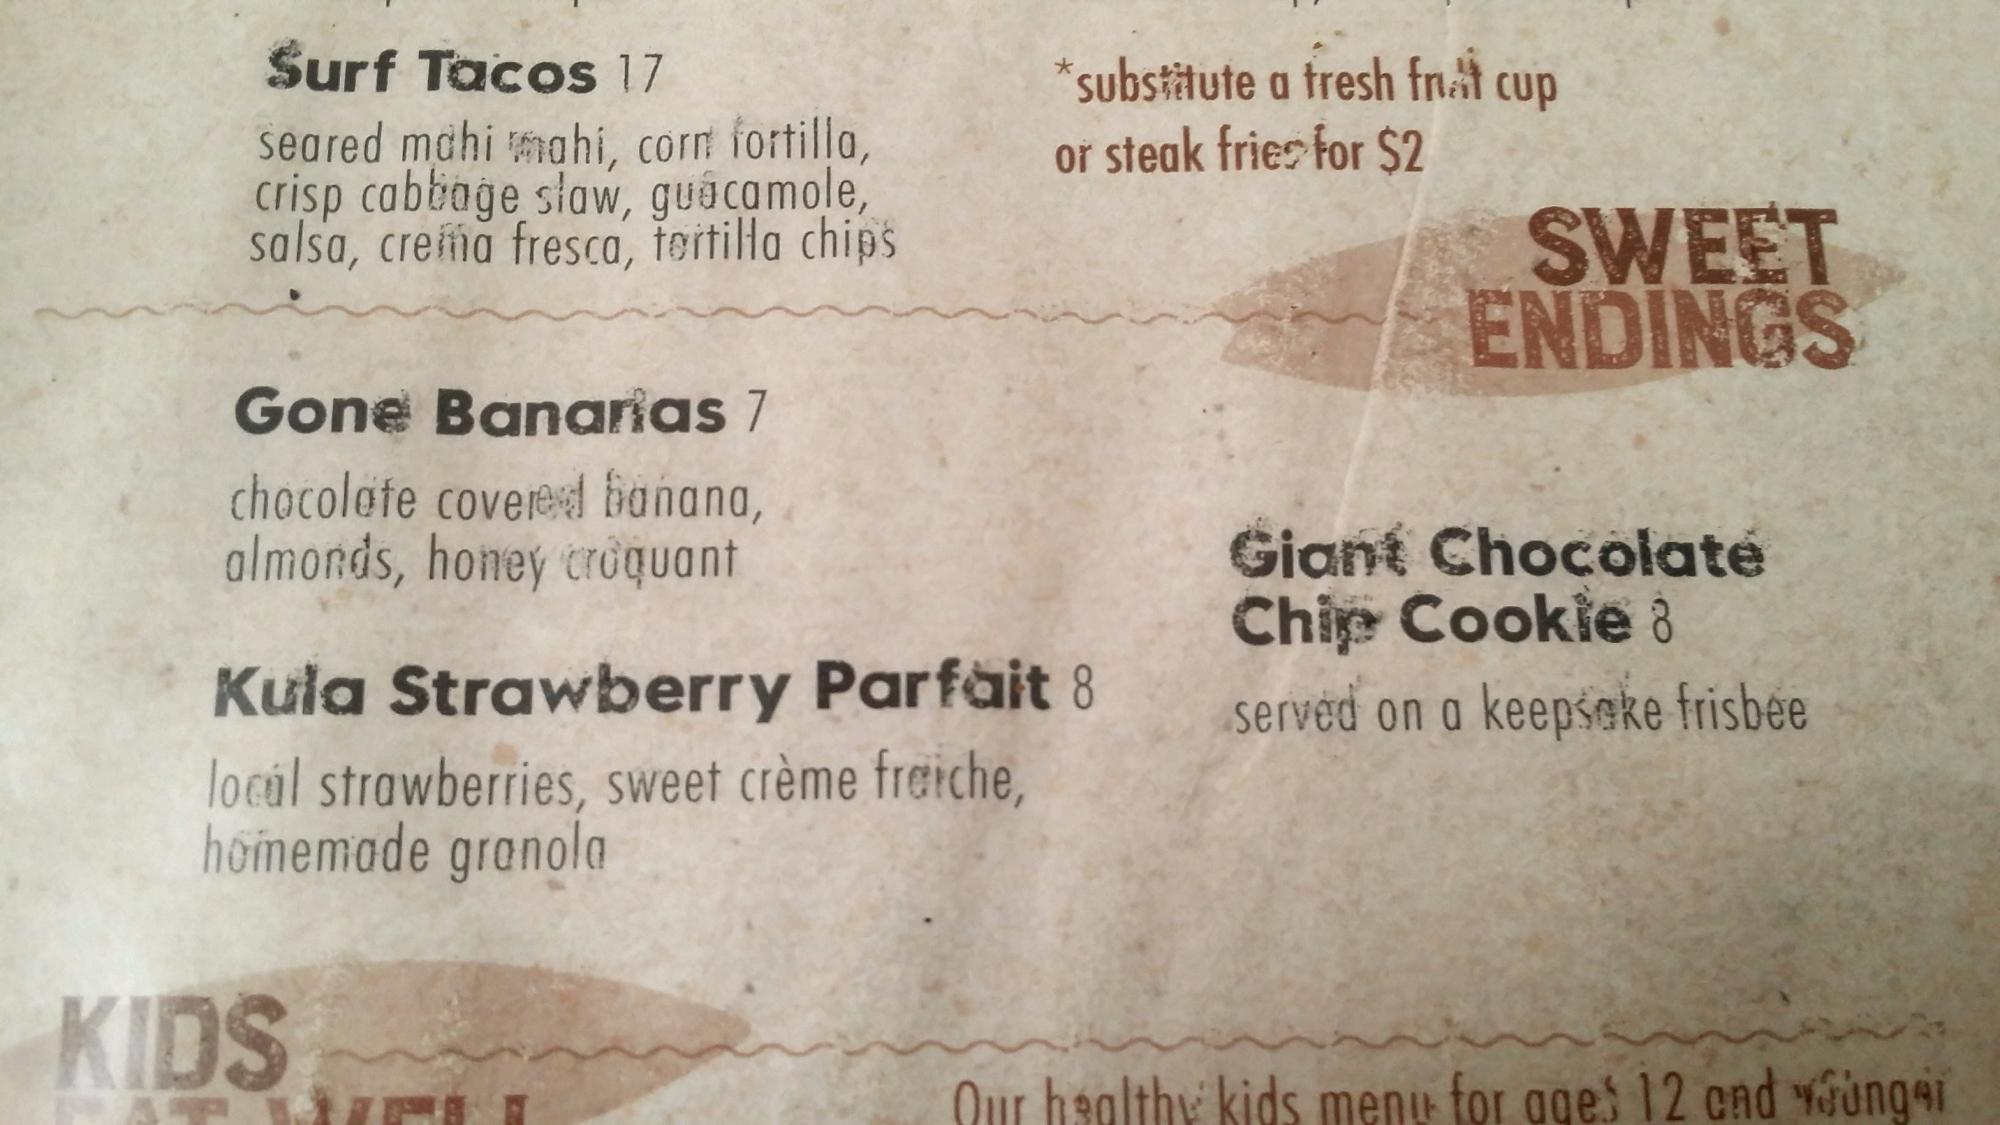 Surf Tacos 17
seared mahi mahi, corn tortilla,
crisp cabbage slaw, guacamole,
salsa, crema fresca, tortilla chips
*substitute a fresh fruit cup
or steak fries for $2
SWEET
ENDINGS
Gone Bananas 7
chocolate covered banana,
almonds, honey croquant
Kula Strawberry Parfait 8
local strawberries, sweet crème fraiche,
homemade granola
Giant Chocolate
Chip Cookie 8
served on a keepsake frisbee
KIDS
EAT WELL
Our healthy kids menu for ages 12 and younger